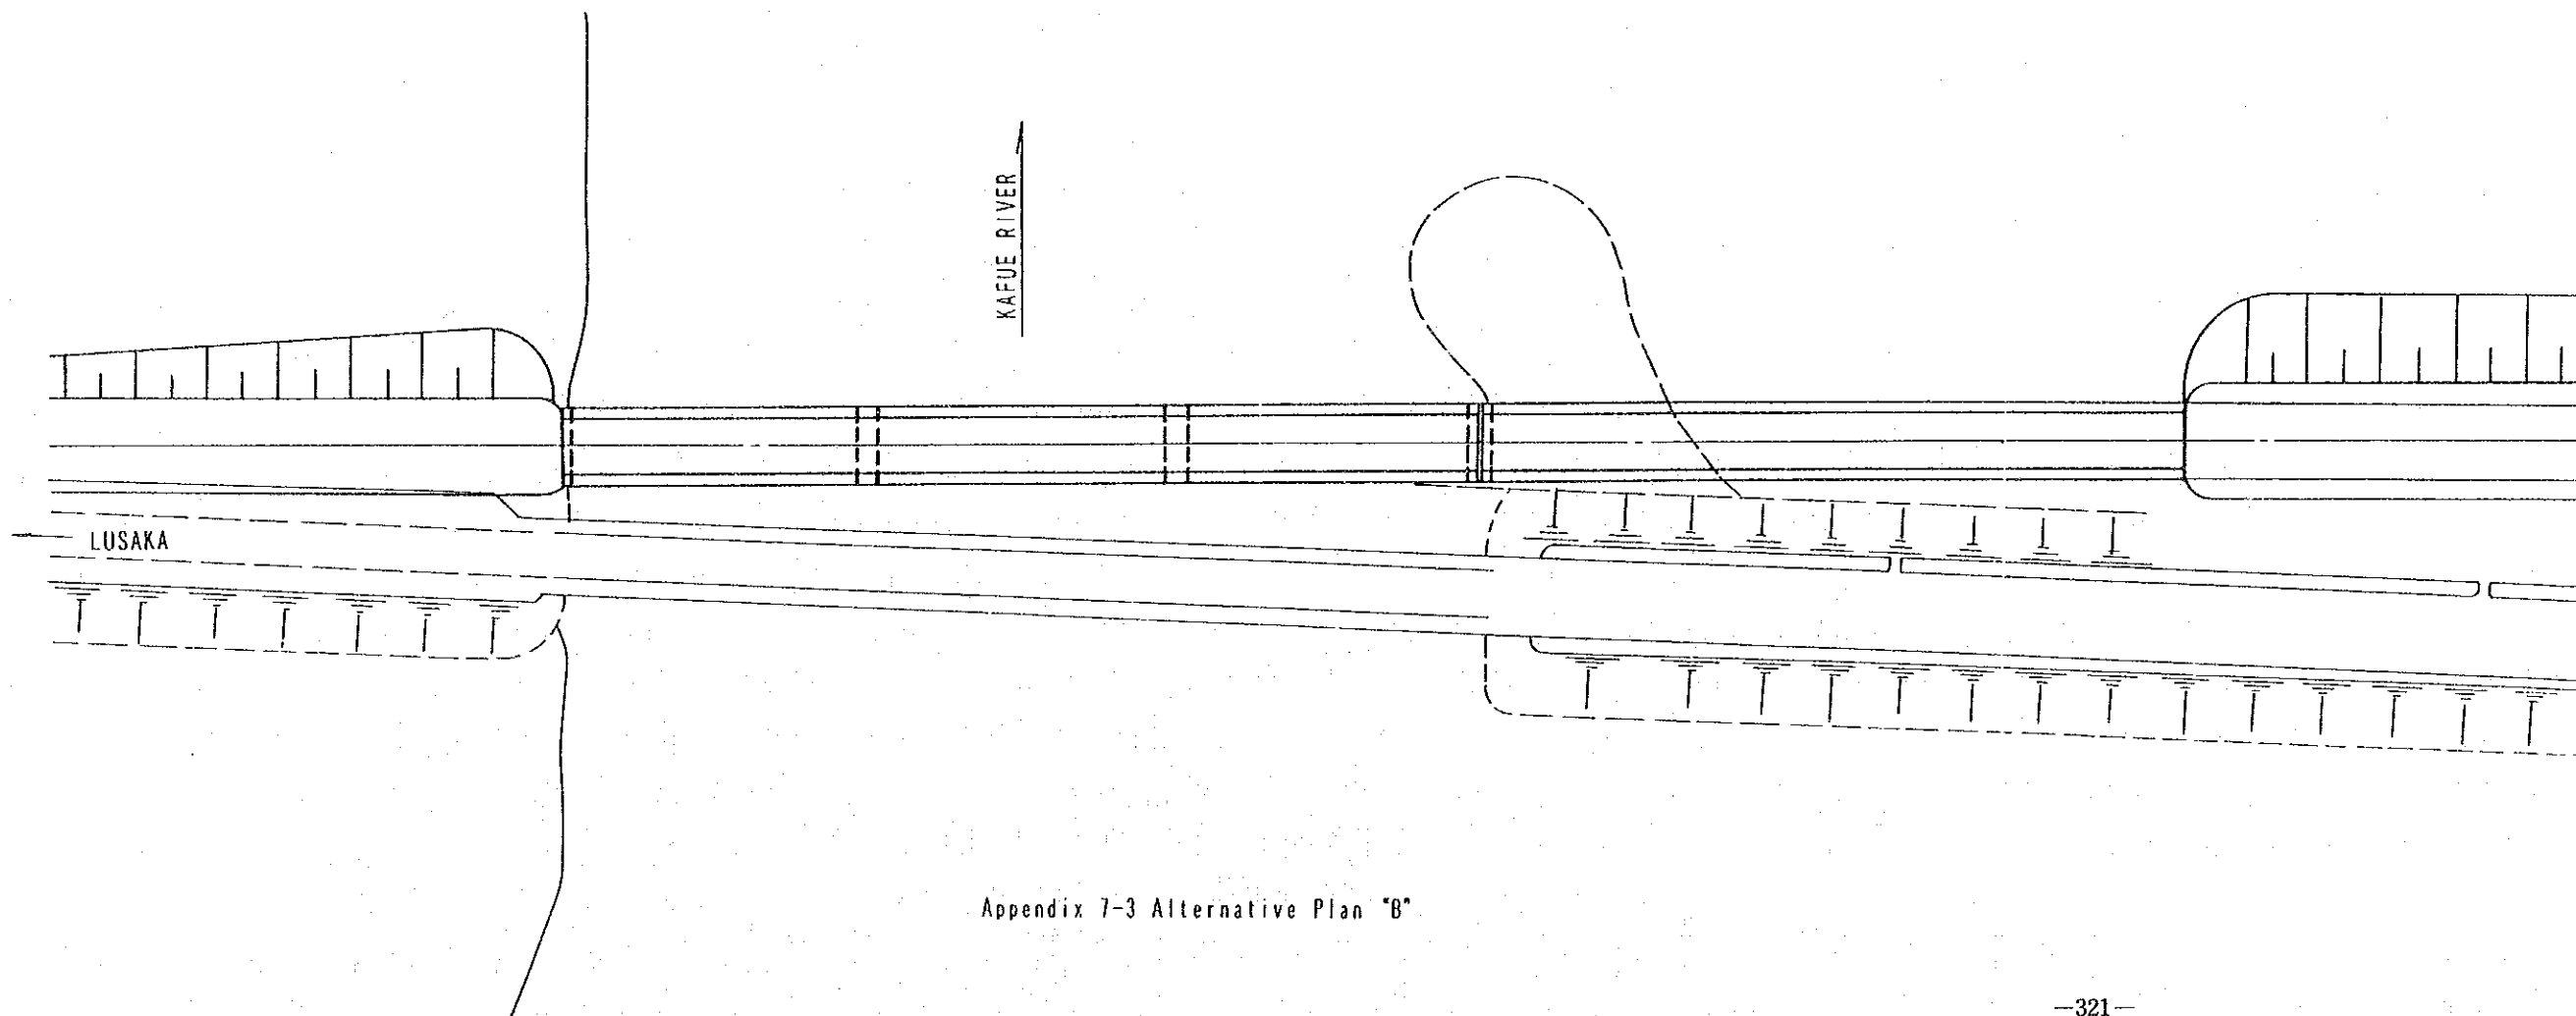 KAFUE RIVER
LUSAKA
Appendix 7-3 Alternative Plan "B"
—321—